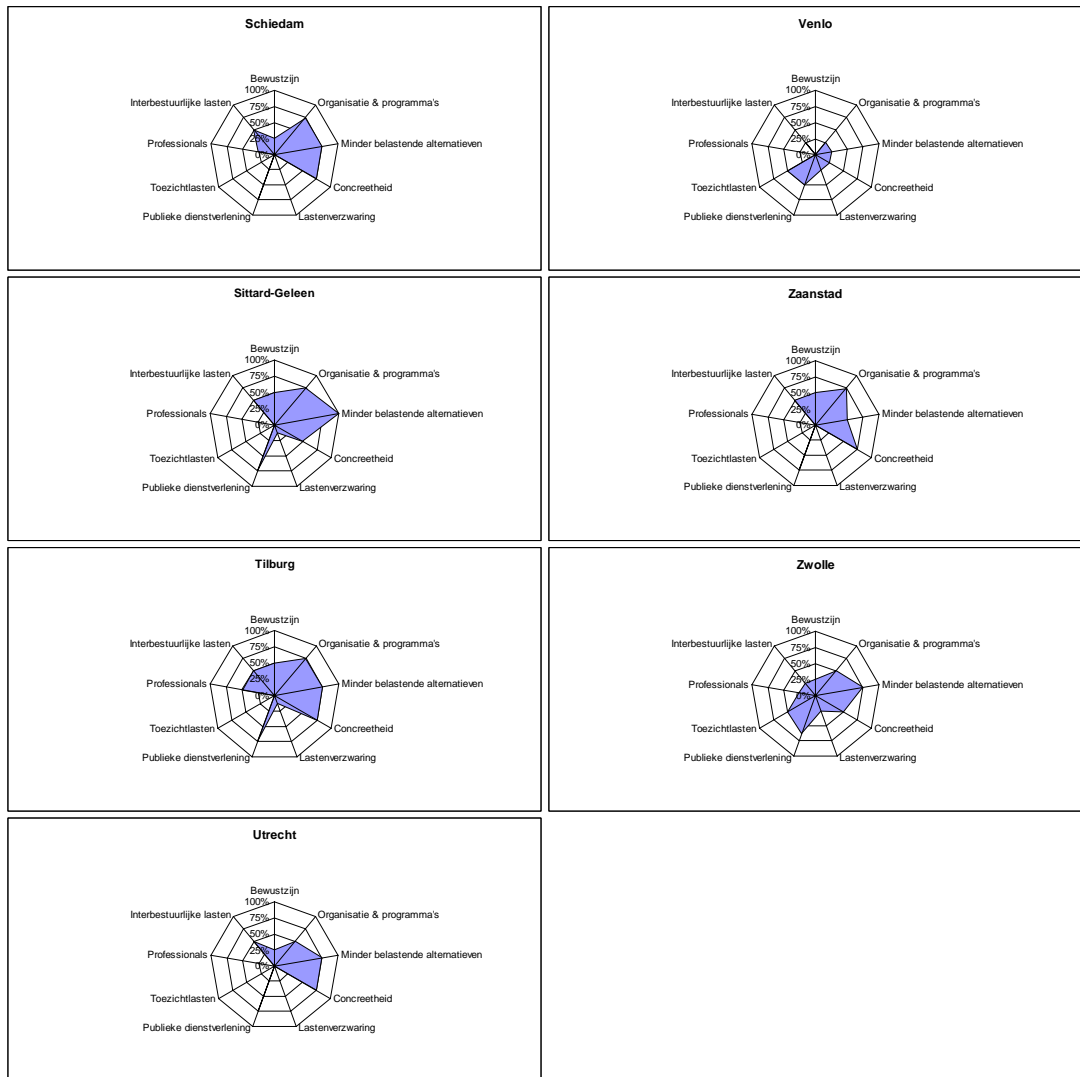 Schiedam
Bewustzijn
100%
Interbestuurlijke lasten
Organisatie & programma's
75%
50%
Professionals
25%
Minder belastende alternatieven
0%
Toezichtlasten
Concreetheid
Publieke dienstverlening
Lastenverzwaring
Venlo
Bewustzijn
100%
Interbestuurlijke lasten
Organisatie & programma's
75%
50%
Professionals
25%
Minder belastende alternatieven
0%
Toezichtlasten
Concreetheid
Publieke dienstverlening
Lastenverzwaring
Sittard-Geleen
Bewustzijn
100%
Interbestuurlijke lasten
Organisatie & programma's
75%
50%
Professionals
25%
Minder belastende alternatieven
0%
Toezichtlasten
Concreetheid
Publieke dienstverlening
Lastenverzwaring
Zaanstad
Bewustzijn
100%
Interbestuurlijke lasten
Organisatie & programma's
75%
50%
Professionals
25%
Minder belastende alternatieven
0%
Toezichtlasten
Concreetheid
Publieke dienstverlening
Lastenverzwaring
Tilburg
Bewustzijn
100%
Interbestuurlijke lasten
Organisatie & programma's
75%
50%
Professionals
25%
Minder belastende alternatieven
0%
Toezichtlasten
Concreetheid
Publieke dienstverlening
Lastenverzwaring
Zwolle
Bewustzijn
100%
Interbestuurlijke lasten
Organisatie & programma's
75%
50%
Professionals
25%
Minder belastende alternatieven
0%
Toezichtlasten
Concreetheid
Publieke dienstverlening
Lastenverzwaring
Utrecht
Bewustzijn
100%
Interbestuurlijke lasten
Organisatie & programma's
75%
50%
Professionals
25%
Minder belastende alternatieven
0%
Toezichtlasten
Concreetheid
Publieke dienstverlening
Lastenverzwaring